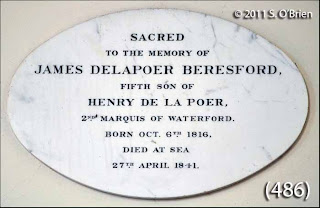 © 2011 S. O'Brien
SACRED
TO THE MEMORY OF
JAMES DELAPOER BERESFORD,
FIFTH SON OF
HENRY DE LA POER,
2nd MARQUIS OF WATERFORD.
BORN OCT. 6TH 1816.
DIED AT SEA
27TH APRIL 1841.
(486)